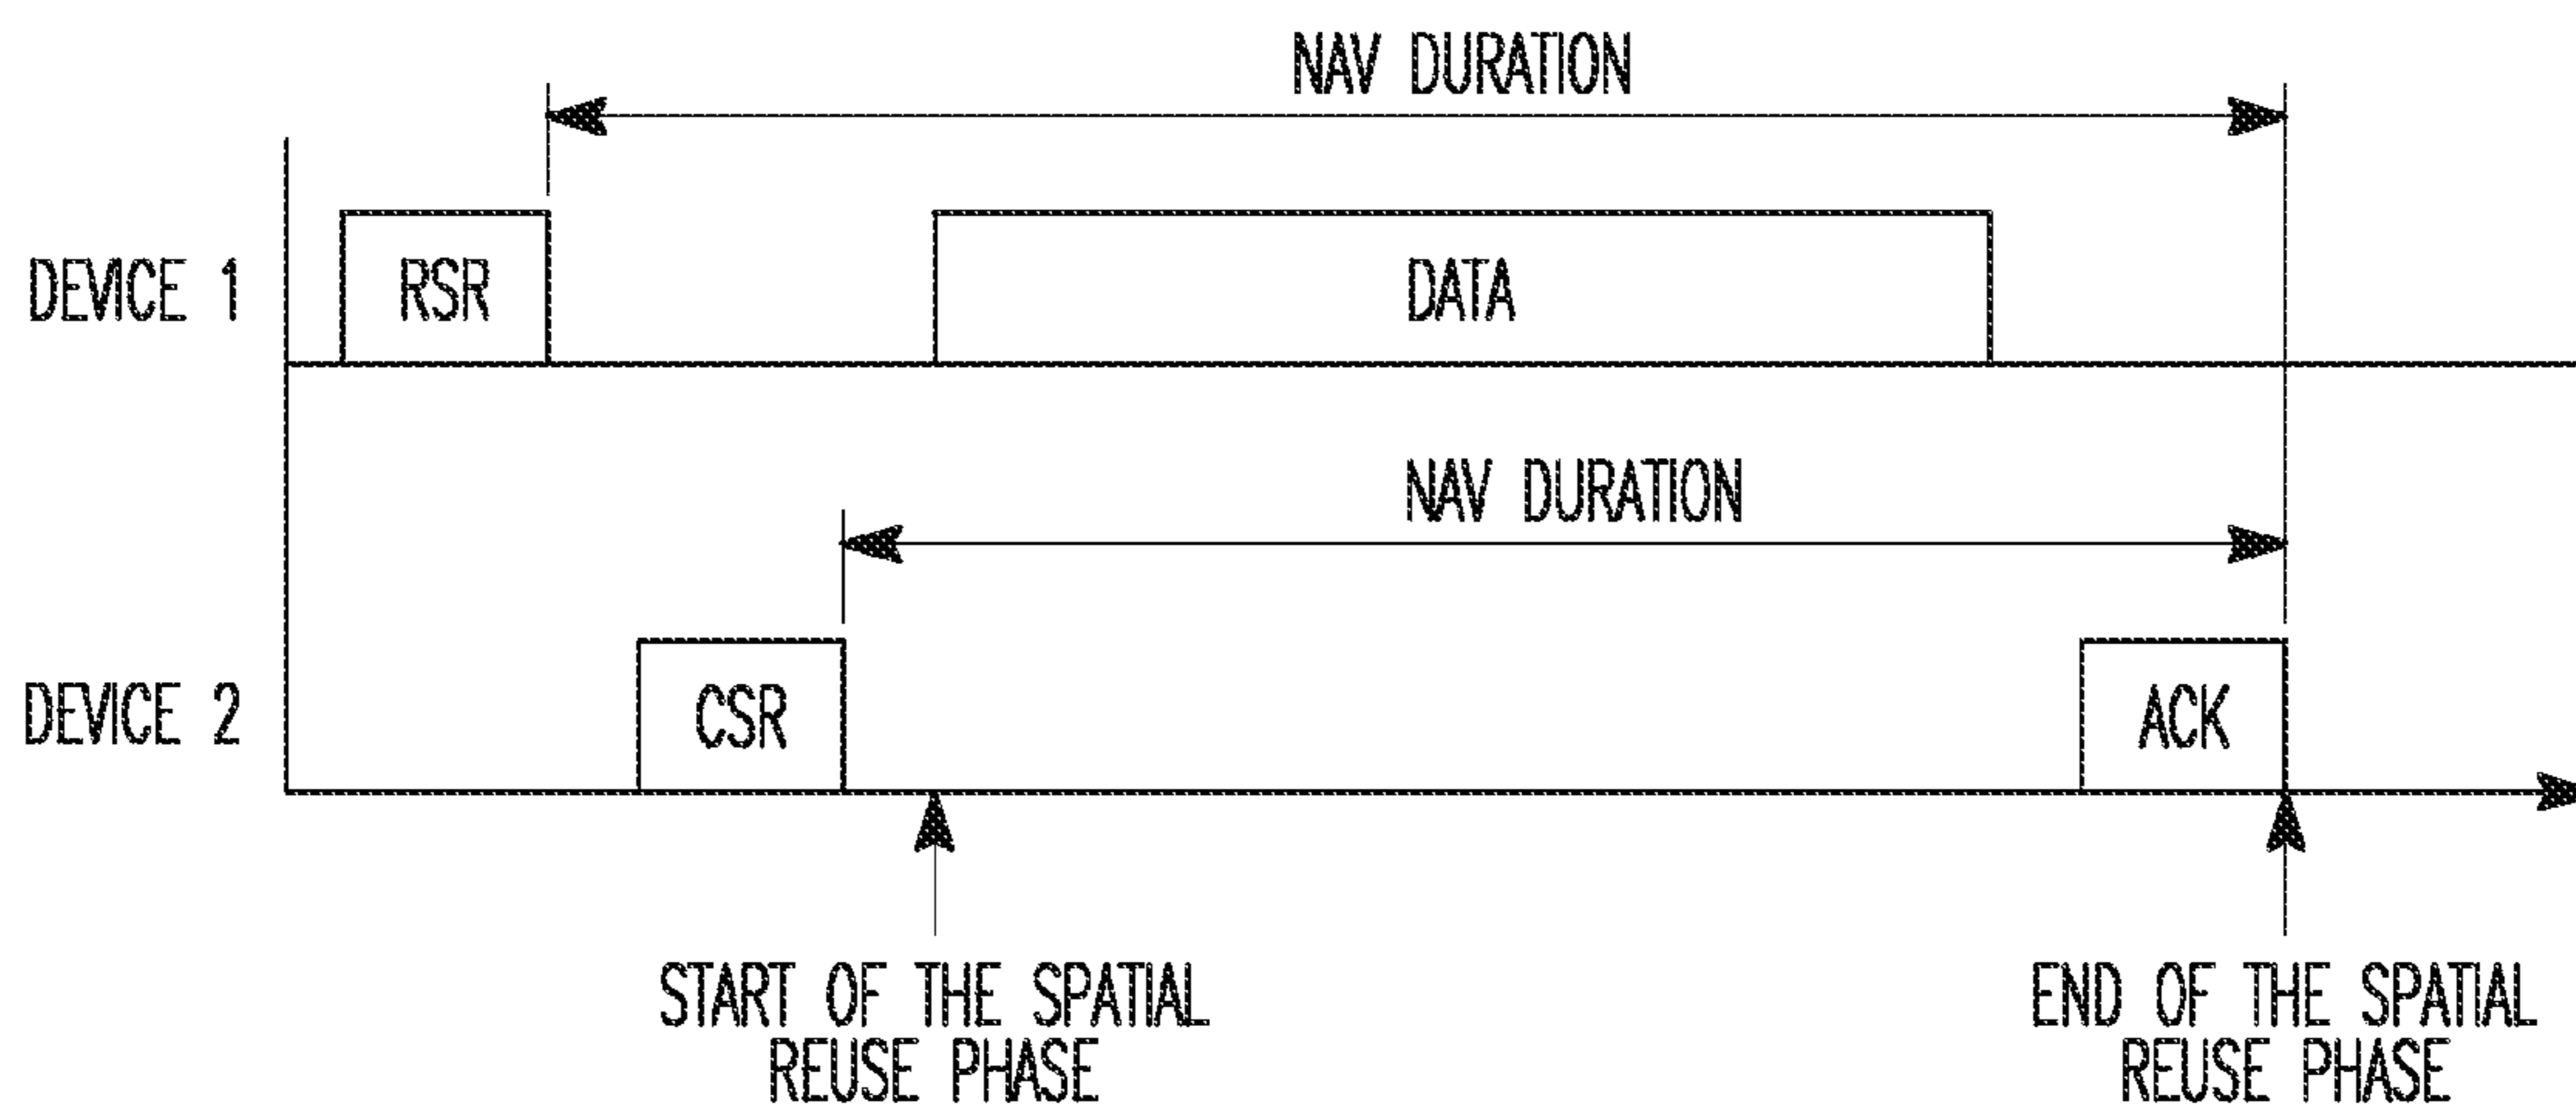 NAV DURATION
DEVICE 1
RSR
DATA
NAV DURATION
DEVICE 2
CSR
ACK
START OF THE SPATIAL
REUSE PHASE
END OF THE SPATIAL
REUSE PHASE